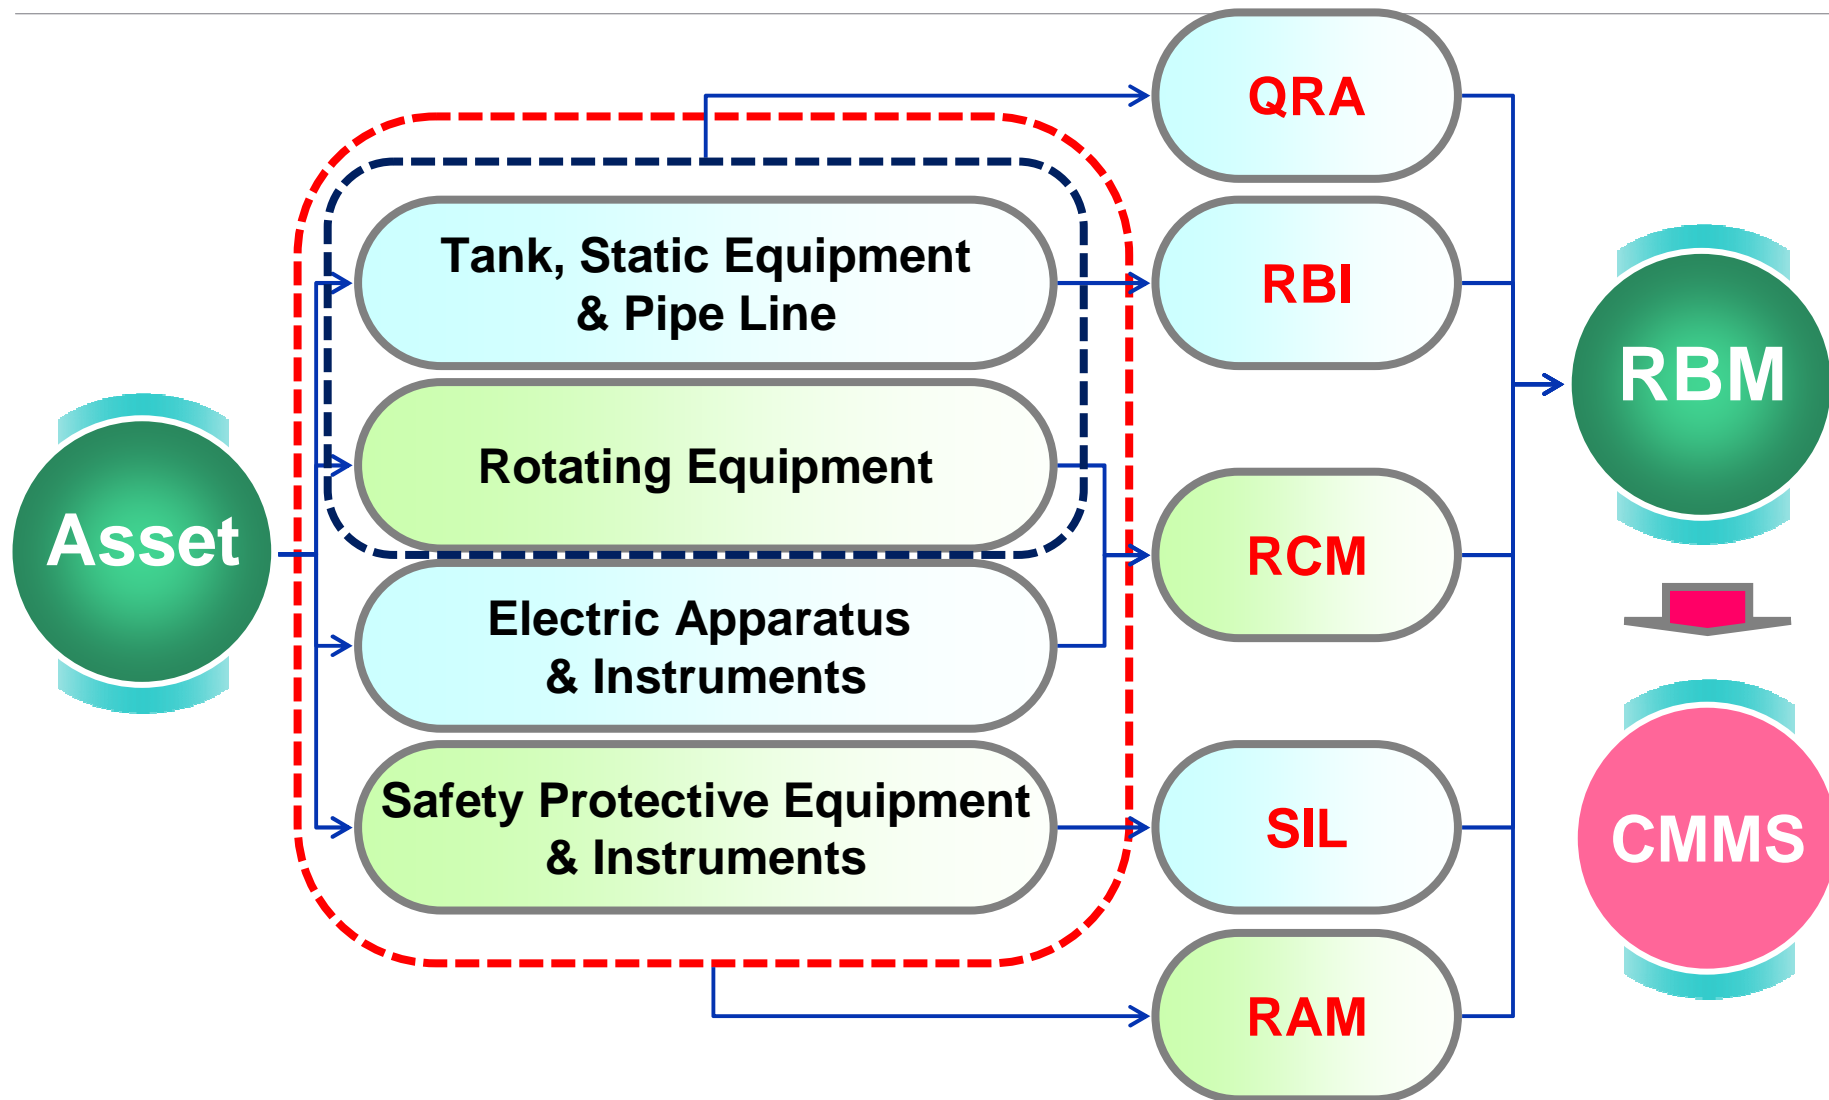 Asset
Tank, Static Equipment
& Pipe Line
Rotating Equipment
Electric Apparatus
& Instruments
Safety Protective Equipment
& Instruments
QRA
RBI
RCM
SIL
RAM
RBM
CMMS